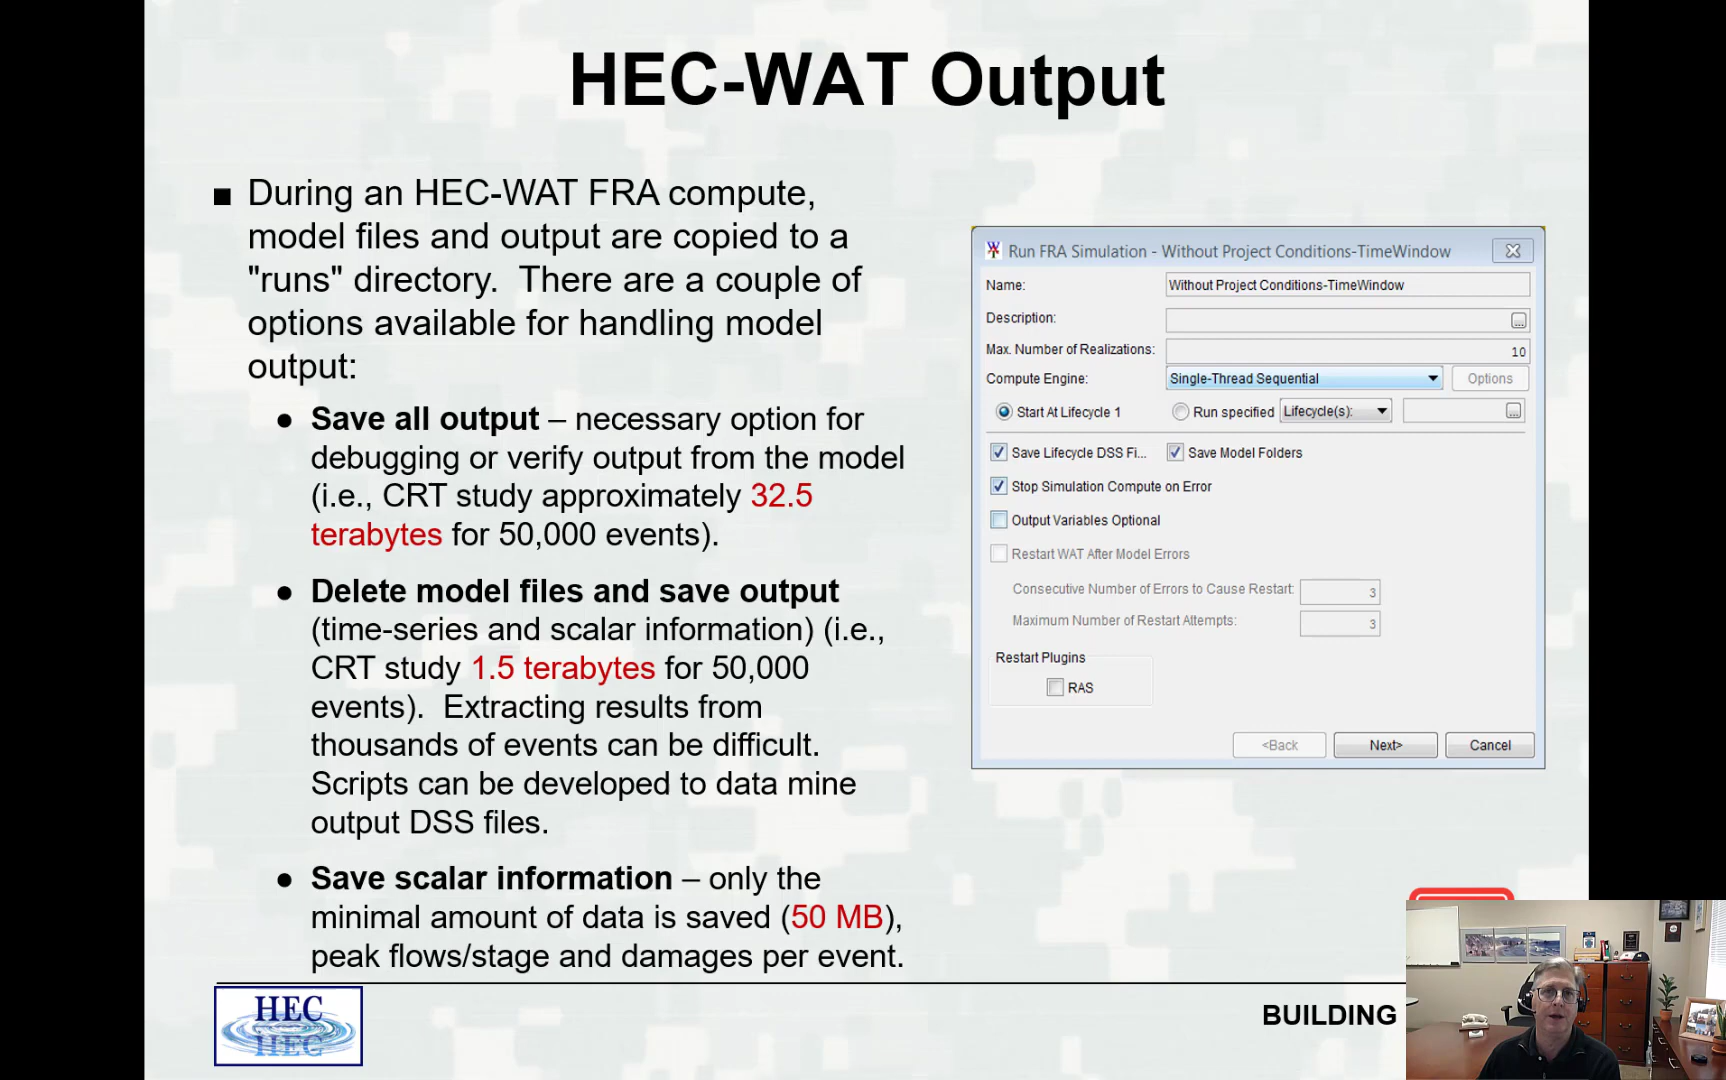 HEC-WAT Output
■ During an HEC-WAT FRA compute,
model files and output are copied to a
"runs" directory.  There are a couple of
options available for handling model
output:
● Save all output – necessary option for
debugging or verify output from the model
(i.e., CRT study approximately 32.5
terabytes for 50,000 events).
● Delete model files and save output
(time-series and scalar information) (i.e.,
CRT study 1.5 terabytes for 50,000
events).  Extracting results from
thousands of events can be difficult.
Scripts can be developed to data mine
output DSS files.
● Save scalar information – only the
minimal amount of data is saved (50 MB),
peak flows/stage and damages per event.
Run FRA Simulation - Without Project Conditions-TimeWindow
Name: Without Project Conditions-TimeWindow
Description: ...
Max. Number of Realizations: 10
Compute Engine: Single-Thread Sequential Options
Start At Lifecycle 1 Run specified Lifecycle(s): ...
Save Lifecycle DSS Fi... Save Model Folders
Stop Simulation Compute on Error
Output Variables Optional
Restart WAT After Model Errors
Consecutive Number of Errors to Cause Restart: 3
Maximum Number of Restart Attempts: 3
Restart Plugins
RAS
<Back Next> Cancel
HEC
BUILDING